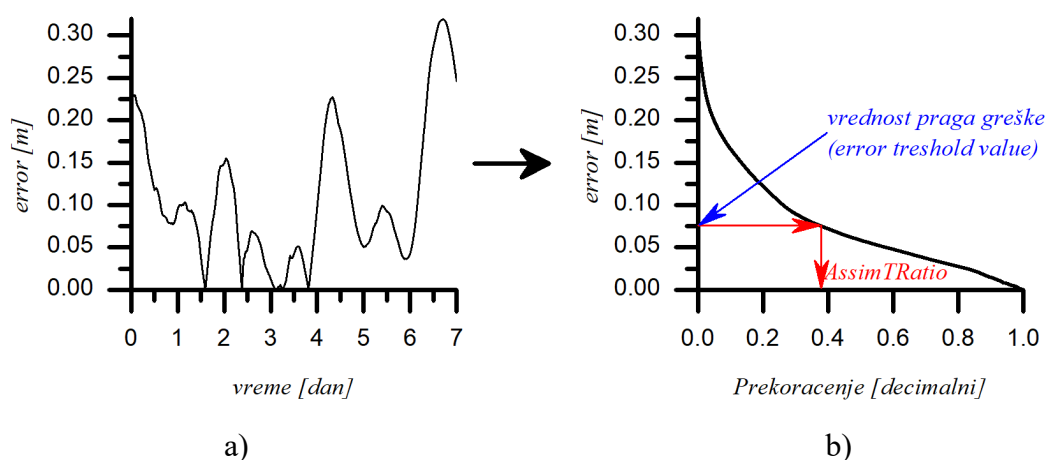 error [m]
0.30
0.25
0.20
0.15
0.10
0.05
0.00
0 1 2 3 4 5 6 7
vreme [dan]
a)
error [m]
0.30
0.25
0.20
0.15
0.10
0.05
0.00
vrednost praga greške
(error treshold value)
AssimTRatio
0.0 0.2 0.4 0.6 0.8 1.0
Prekoracenje [decimalni]
b)